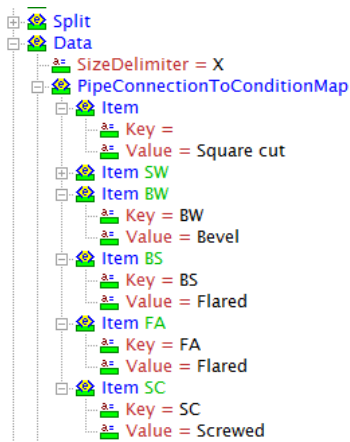 Split
Data
SizeDelimiter = X
PipeConnectionToConditionMap
Item
Key =
Value = Square cut
Item SW
Item BW
Key = BW
Value = Bevel
Item BS
Key = BS
Value = Flared
Item FA
Key = FA
Value = Flared
Item SC
Key = SC
Value = Screwed